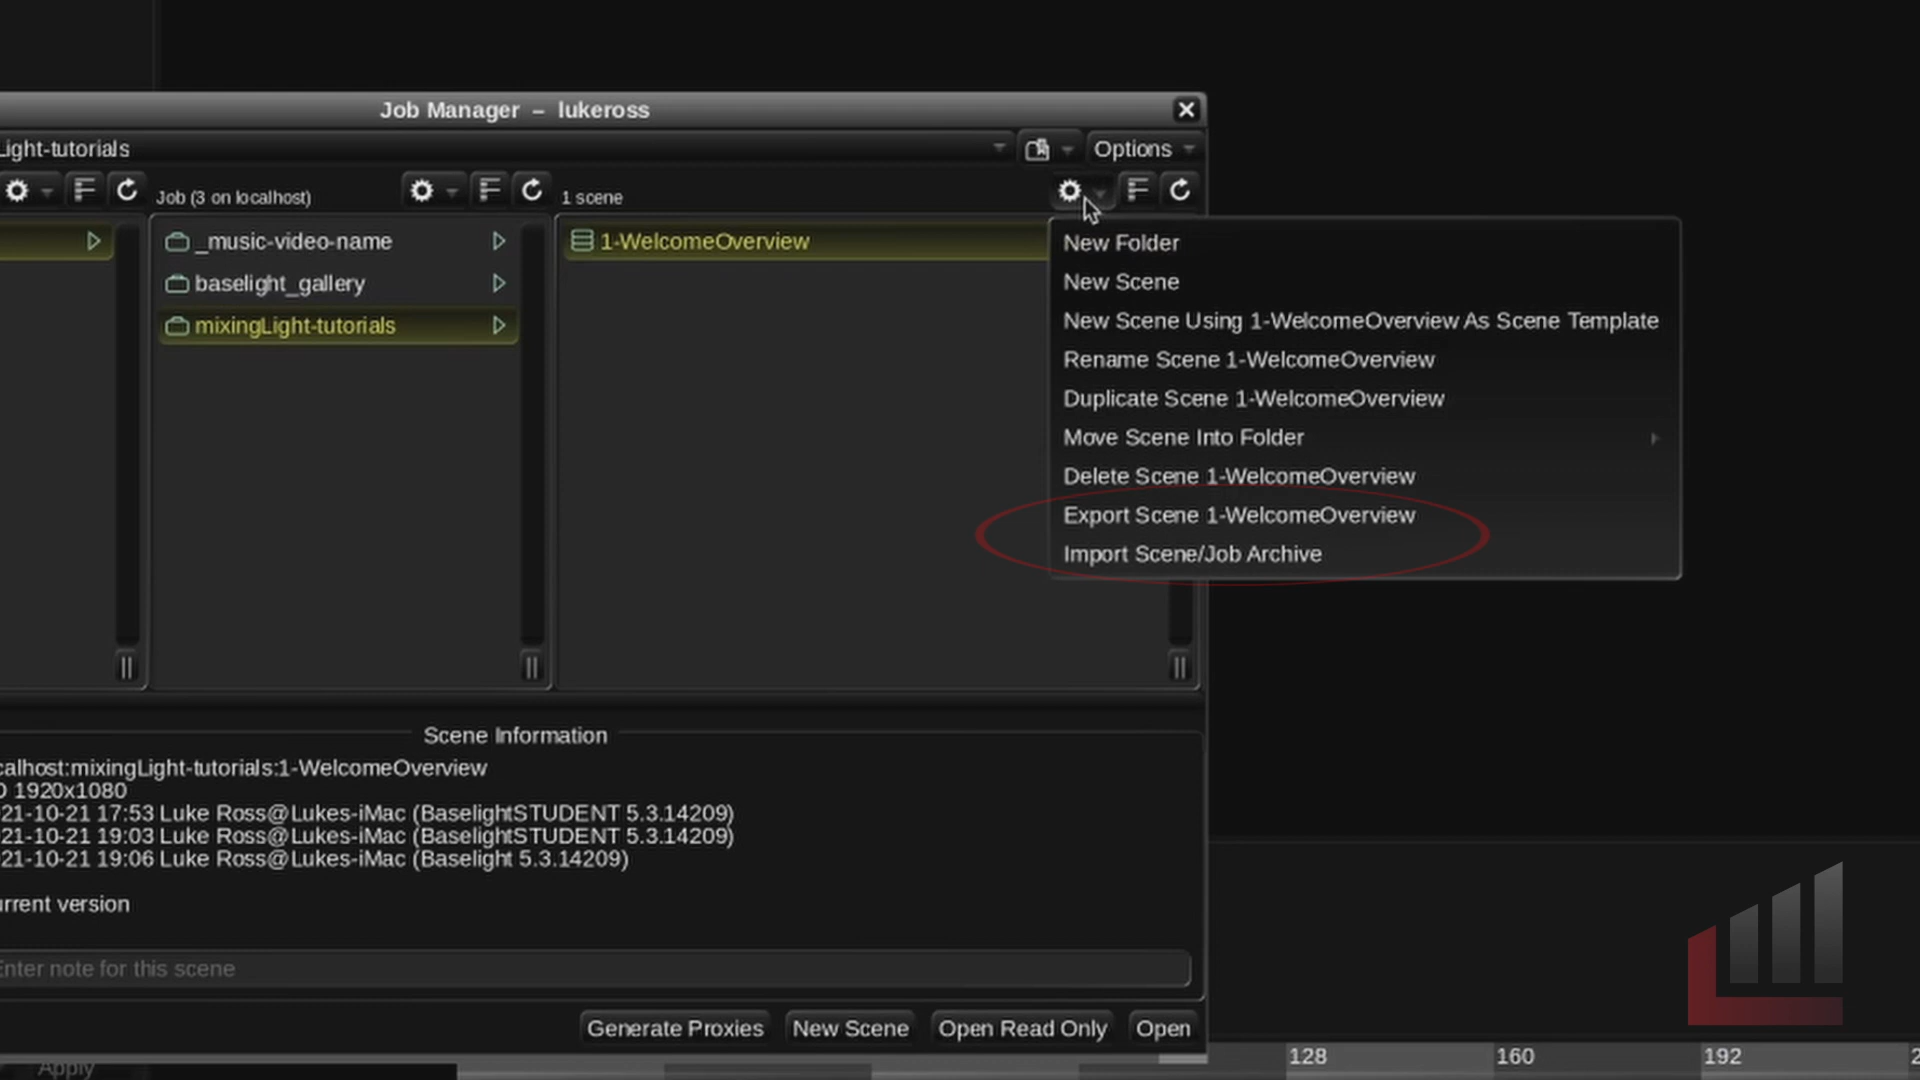 Job Manager – lukeross
Light-tutorials
Options
Job (3 on localhost)
1 scene
_music-video-name
baselight_gallery
mixingLight-tutorials
1-WelcomeOverview
New Folder
New Scene
New Scene Using 1-WelcomeOverview As Scene Template
Rename Scene 1-WelcomeOverview
Duplicate Scene 1-WelcomeOverview
Move Scene Into Folder
Delete Scene 1-WelcomeOverview
Export Scene 1-WelcomeOverview
Import Scene/Job Archive
Scene Information
calhost:mixingLight-tutorials:1-WelcomeOverview
D 1920x1080
21-10-21 17:53 Luke Ross@Lukes-iMac (BaselightSTUDENT 5.3.14209)
21-10-21 19:03 Luke Ross@Lukes-iMac (BaselightSTUDENT 5.3.14209)
21-10-21 19:06 Luke Ross@Lukes-iMac (Baselight 5.3.14209)
urrent version
Enter note for this scene
Generate Proxies
New Scene
Open Read Only
Open
Apply
128
160
192
2